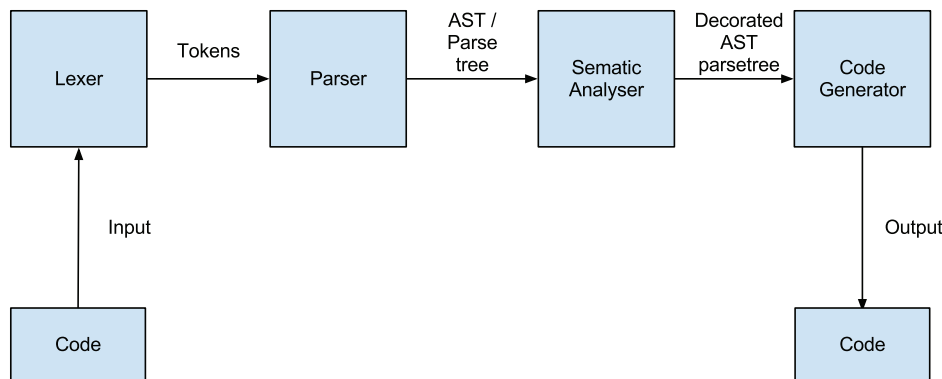 Lexer
Tokens
Parser
AST /
Parse
tree
Sematic
Analyser
Decorated
AST
parsetree
Code
Generator
Input
Output
Code
Code